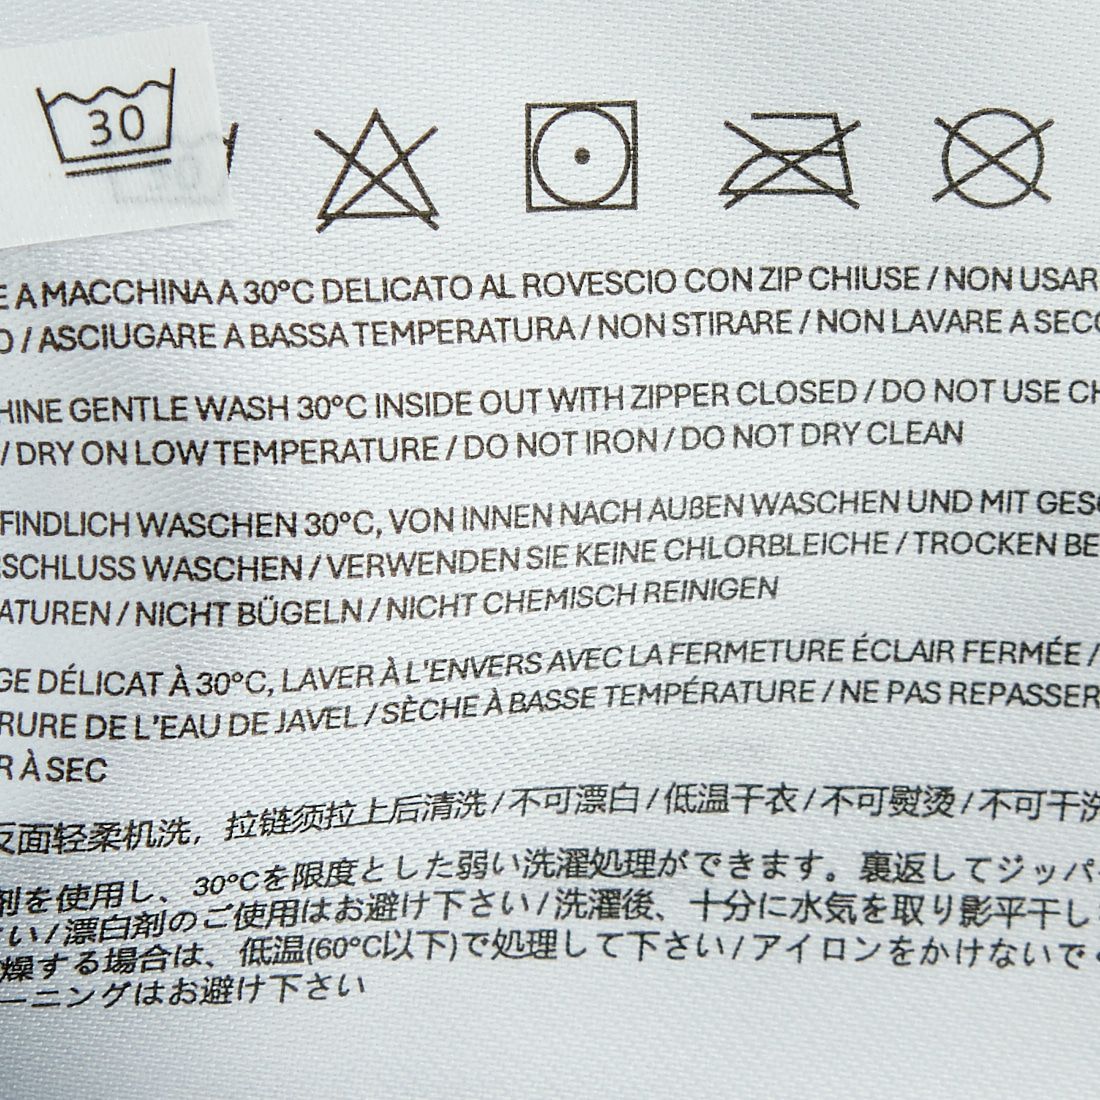 30
E A MACCHINA A 30°C DELICATO AL ROVESCIO CON ZIP CHIUSE / NON USAR
O / ASCIUGARE A BASSA TEMPERATURA / NON STIRARE / NON LAVARE A SECC
HINE GENTLE WASH 30°C INSIDE OUT WITH ZIPPER CLOSED / DO NOT USE CH
/ DRY ON LOW TEMPERATURE / DO NOT IRON / DO NOT DRY CLEAN
FINDLICH WASCHEN 30°C, VON INNEN NACH AUßEN WASCHEN UND MIT GESC
SCHLUSS WASCHEN / VERWENDEN SIE KEINE CHLORBLEICHE / TROCKEN BE
ATUREN / NICHT BÜGELN / NICHT CHEMISCH REINIGEN
GE DÉLICAT À 30°C, LAVER À L'ENVERS AVEC LA FERMETURE ÉCLAIR FERMÉE /
RURE DE L'EAU DE JAVEL / SÈCHE À BASSE TEMPÉRATURE / NE PAS REPASSER
R À SEC
反面轻柔机洗，拉链须拉上后清洗 / 不可漂白 / 低温干衣 / 不可熨烫 / 不可干洗
剤を使用し、30°Cを限度とした弱い洗濯処理ができます。裏返してジッパ
い / 漂白剤のご使用はお避け下さい / 洗濯後、十分に水気を取り影平干し
燥する場合は、低温(60°C以下)で処理して下さい / アイロンをかけないで
ーニングはお避け下さい